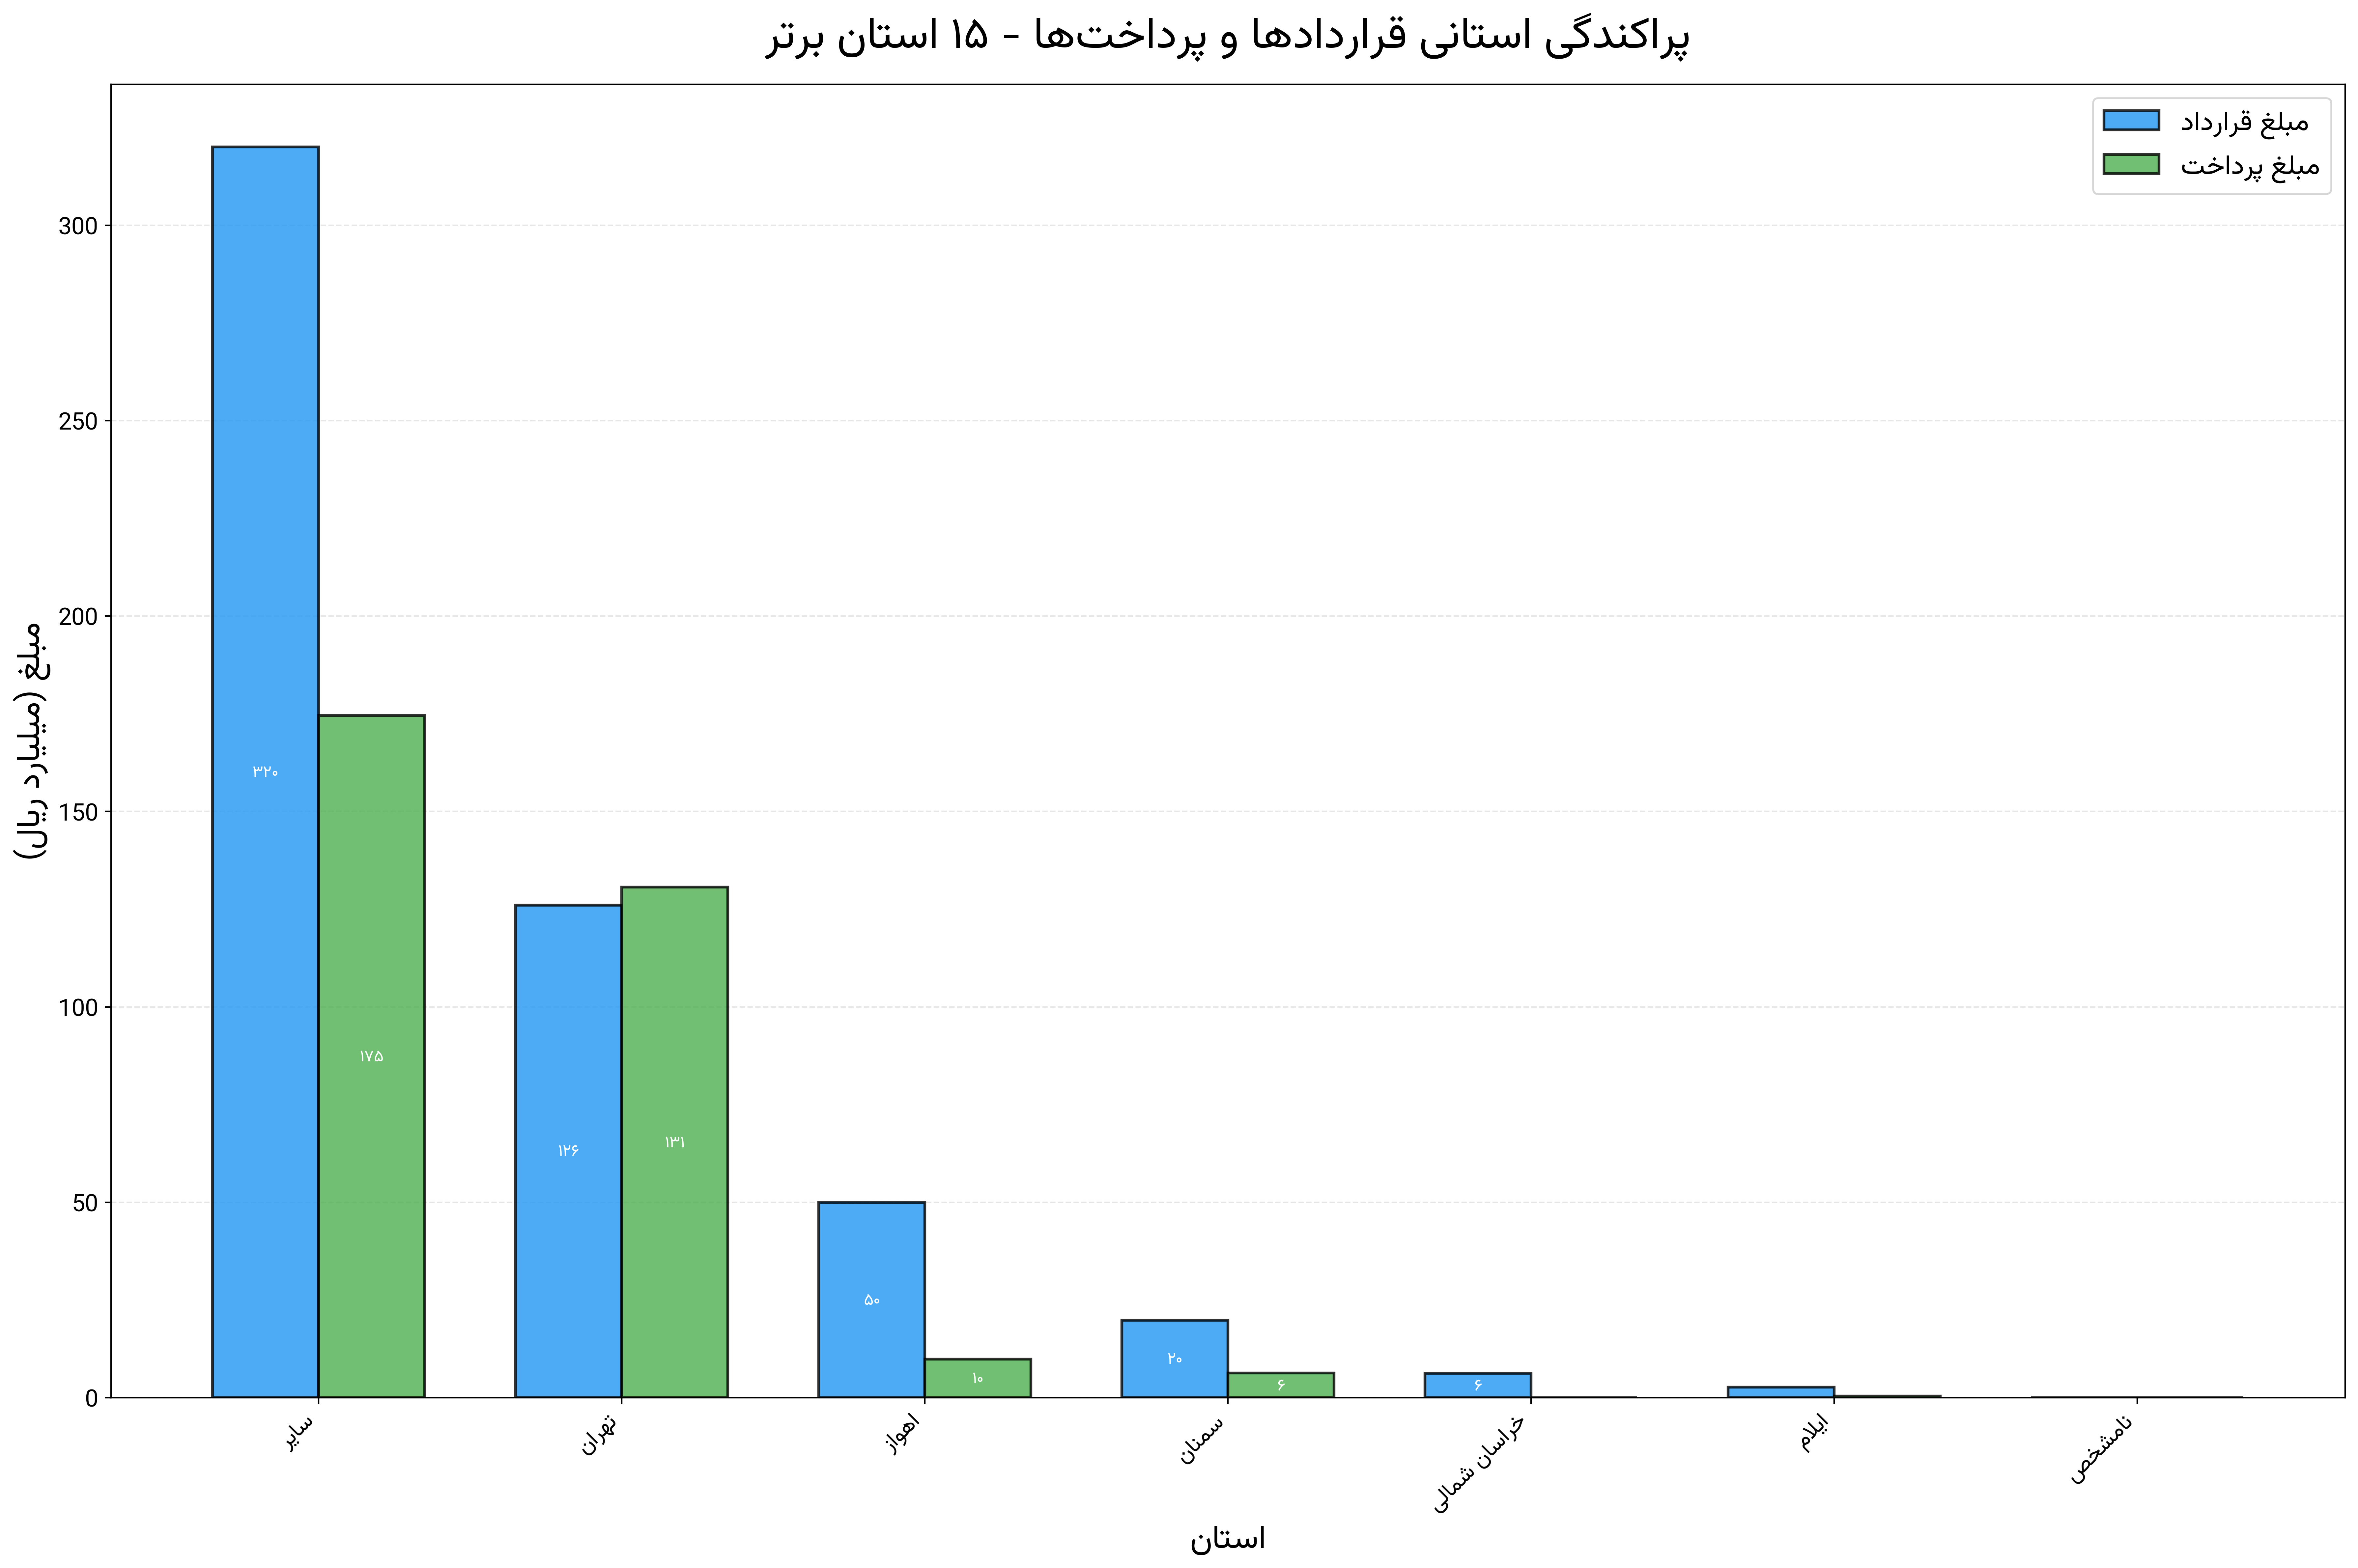 پراکندگی استانی قراردادها و پرداخت‌ها - ۱۵ استان برتر
مبلغ قرارداد
مبلغ پرداخت
مبلغ (میلیارد ریال)
300
250
200
150
100
50
0
۳۲۰
۱۷۵
۱۲۶
۱۳۱
۵۰
۱۰
۲۰
۶
۶
سایر
تهران
اهواز
سمنان
خراسان شمالی
ایلام
نامشخص
استان